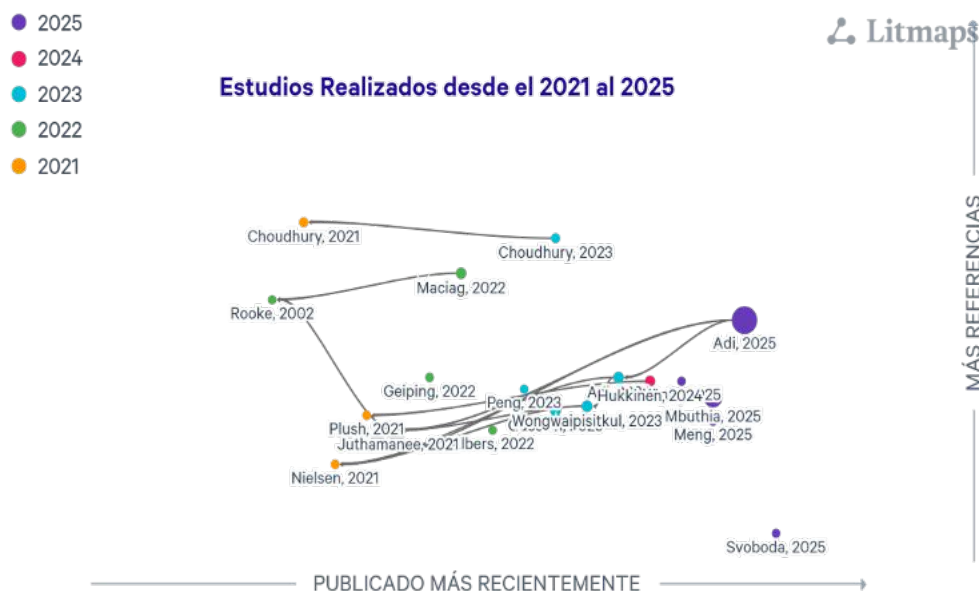 2025
2024
2023
2022
2021
Litmaps
Estudios Realizados desde el 2021 al 2025
MÁS REFERENCIAS
Choudhury, 2021
Choudhury, 2023
Maciag, 2022
Rooke, 2002
Adi, 2025
Geiping, 2022
Peng, 2023
Hukkinen, 2024
Mbuthia, 2025
Plush, 2021
Wongwaipisitkul, 2023
Meng, 2025
Juthamanee, 2021
2022
Nielsen, 2021
Svoboda, 2025
PUBLICADO MÁS RECIENTEMENTE